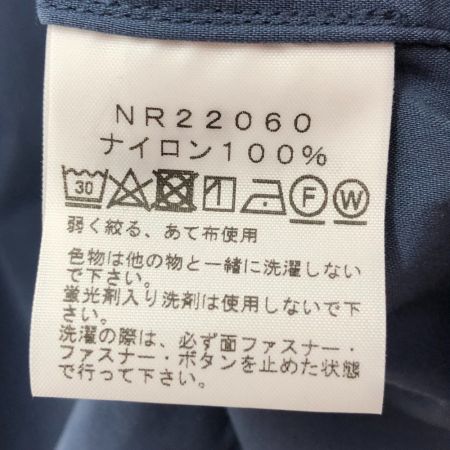 NR22060
ナイロン100%
30 F W
弱く絞る、あて布使用
色物は他の物と一緒に洗濯しない
で下さい。
蛍光剤入り洗剤は使用しないで下
さい。
洗濯の際は、必ず面ファスナー・
ファスナー・ボタンを止めた状態
で行って下さい。